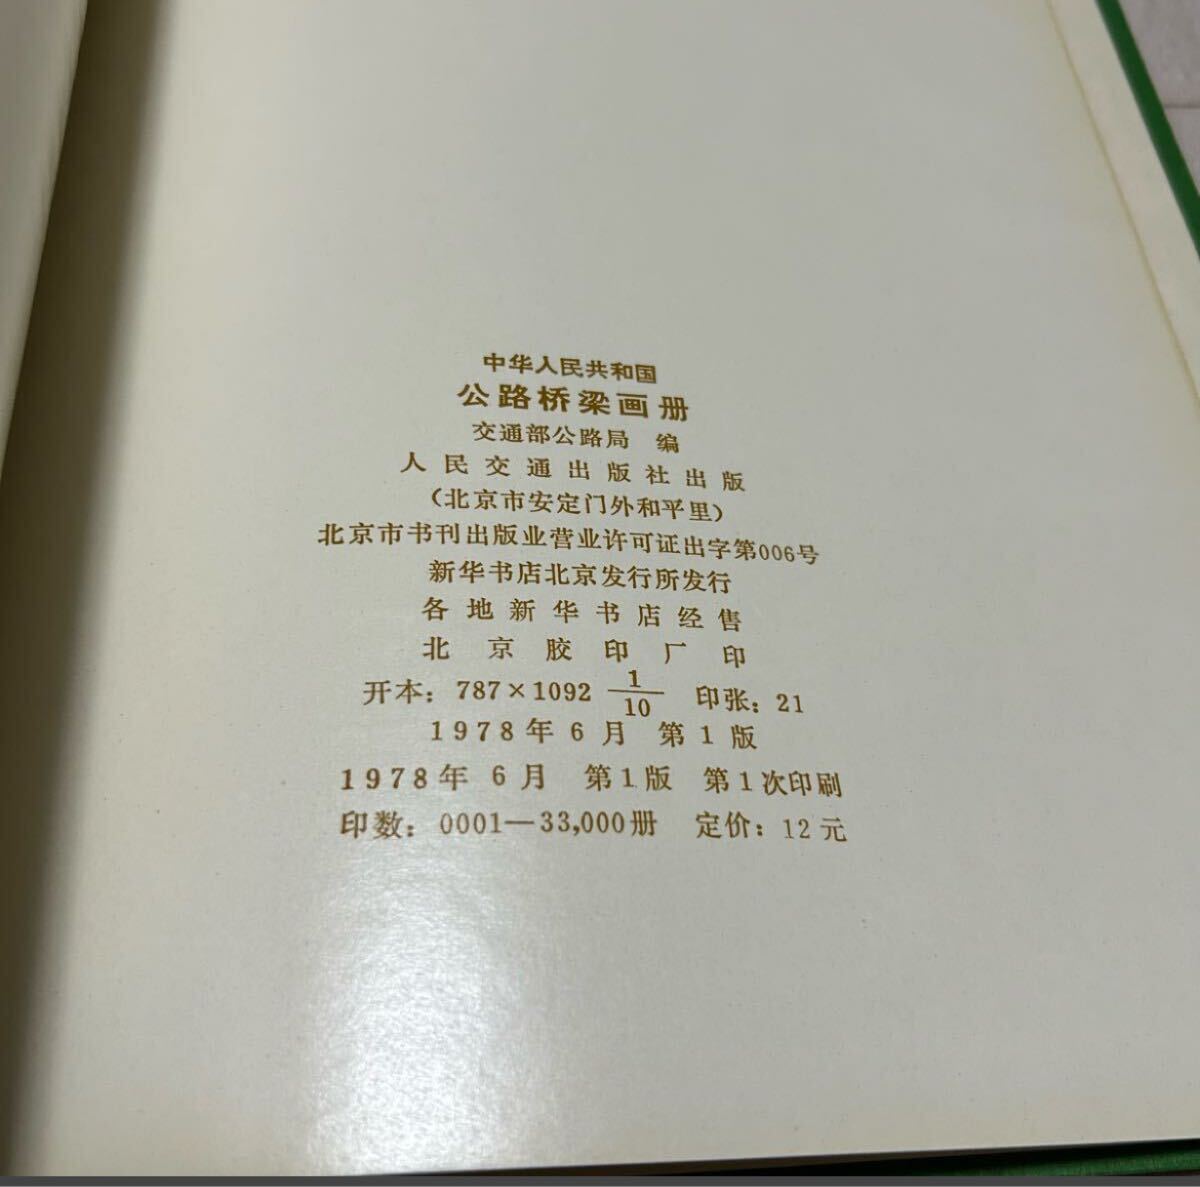 中华人民共和国
公路桥梁画册
交通部公路局 编
人民交通出版社出版
（北京市安定门外和平里）
北京市书刊出版业营业许可证出字第006号
新华书店北京发行所发行
各地新华书店经售
北京胶印厂印
开本：787×1092 1/10 印张：21
1978年6月 第1版
1978年6月 第1版 第1次印刷
印数：0001—33,000册 定价：12元